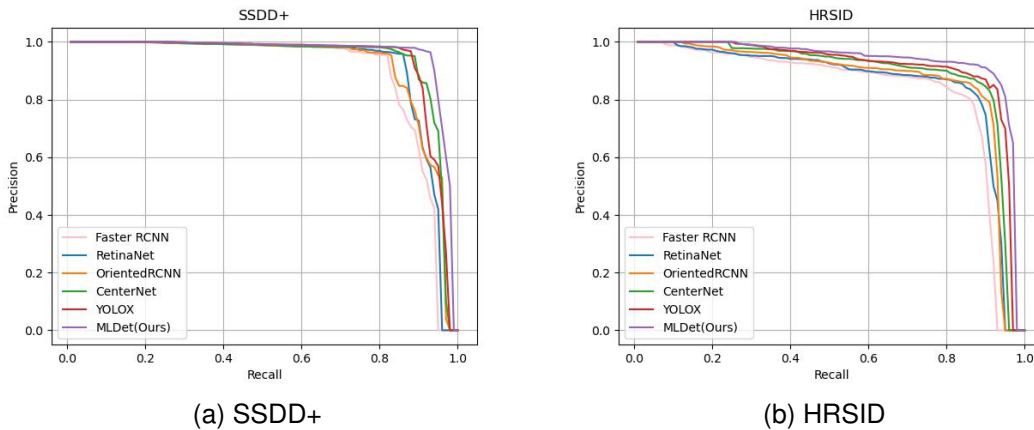 SSDD+
1.0
0.8
0.6
0.4
0.2
0.0
Precision
Faster RCNN
RetinaNet
OrientedRCNN
CenterNet
YOLOX
MLDet(Ours)
0.0 0.2 0.4 0.6 0.8 1.0
Recall
(a) SSDD+
HRSID
1.0
0.8
0.6
0.4
0.2
0.0
Precision
Faster RCNN
RetinaNet
OrientedRCNN
CenterNet
YOLOX
MLDet(Ours)
0.0 0.2 0.4 0.6 0.8 1.0
Recall
(b) HRSID